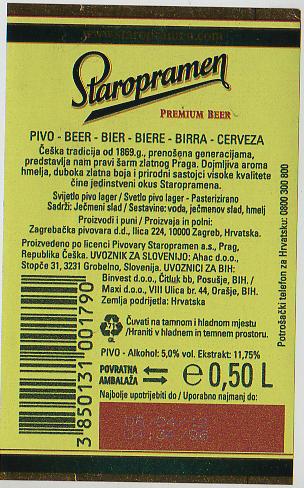 www.staropramen.com
Staropramen
PREMIUM BEER
PIVO - BEER - BIER - BIERE - BIRRA - CERVEZA
Češka tradicija od 1869.g., prenošena generacijama,
predstavlja nam pravi šarm zlatnog Praga. Dojmljiva aroma
hmelja, duboka zlatna boja i prirodni sastojci visoke kvalitete
čine jedinstveni okus Staropramena.
Svijetlo pivo lager / Svetlo pivo lager - Pasterizirano
Sadrži: Ječmeni slad / Sestavine: voda, ječmenov slad, hmelj
Proizvodi i puni / Proizvaja in polni:
Zagrebačka pivovara d.d., Ilica 224, 10000 Zagreb, Hrvatska.
Proizvedeno po licenci Pivovary Staropramen a.s., Prag,
Republika Češka. UVOZNIK ZA SLOVENIJO: Ahac d.o.o.,
Stopče 31, 3231 Grobelno, Slovenija. UVOZNICI ZA BIH:
Binvest d.o.o., Čitluk bb, Posušje, BIH. /
Maxi d.o.o., VIII Ulica br. 44, Orašje, BIH.
Zemlja podrijetla: Hrvatska
Čuvati na tamnom i hladnom mjestu
/Hraniti v hladnem in temnem prostoru.
71
GL
PIVO - Alkohol: 5,0% vol. Ekstrakt: 11,75%
POVRATNA
AMBALAŽA
e 0,50 L
Najbolje upotrijebiti do / Uporabno najmanj do:
3 850131 001790
Potrošački telefon za Hrvatsku: 0800 300 800